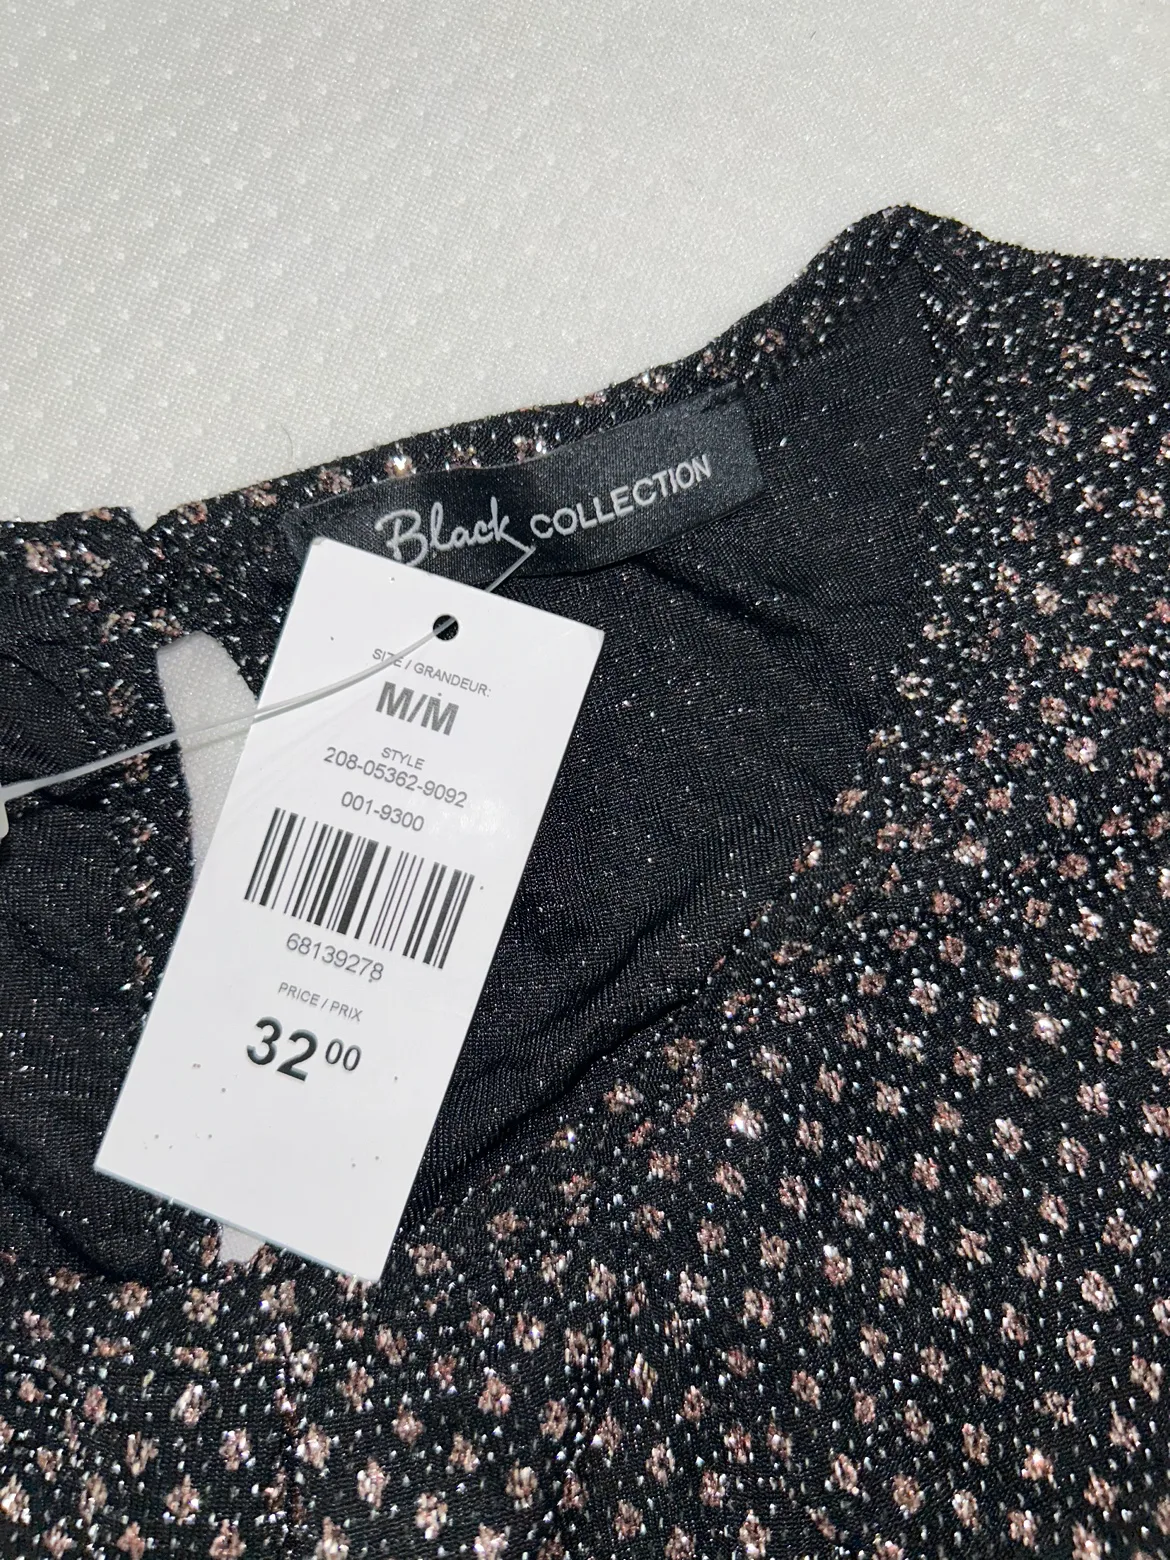 Black COLLECTION
SIZE / GRANDEUR:
M/M
STYLE
208-05362-9092
001-9300
68139278
PRICE / PRIX
32 00